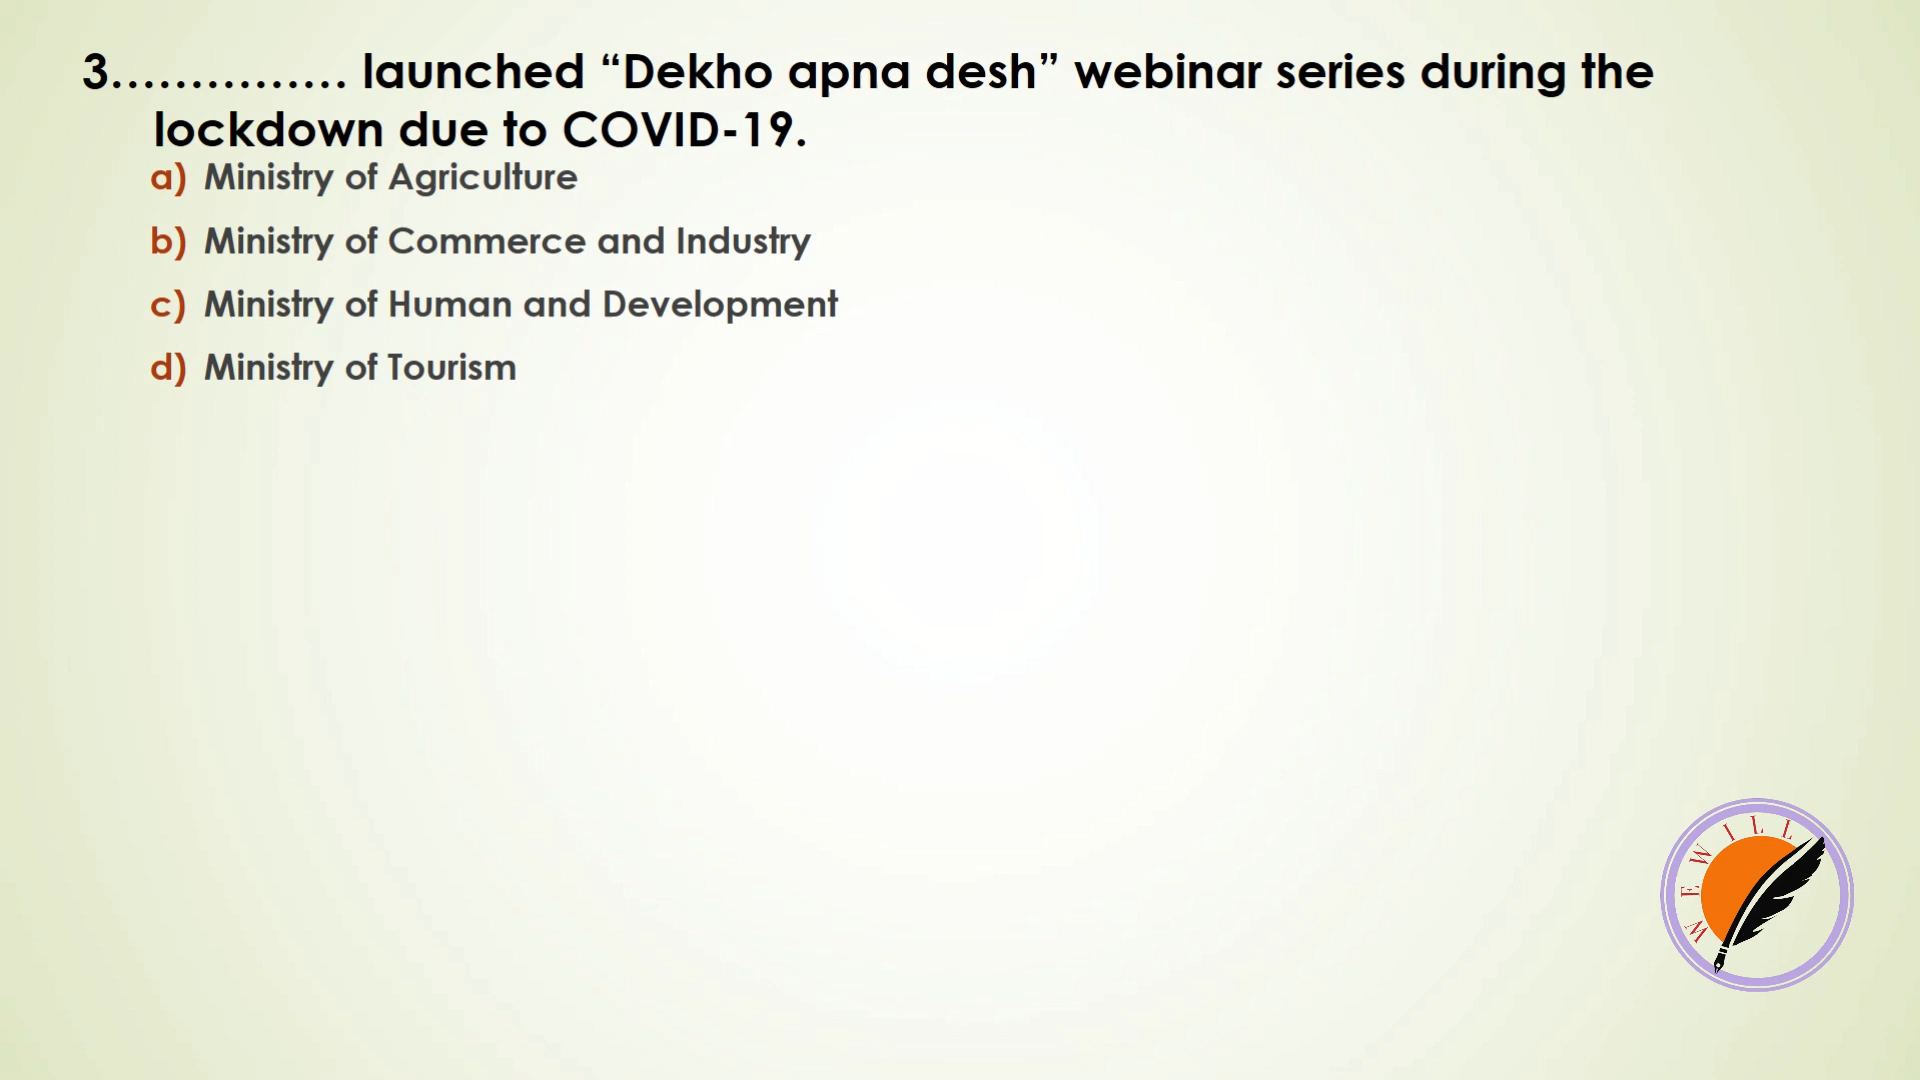 3............... launched “Dekho apna desh” webinar series during the
lockdown due to COVID-19.
a) Ministry of Agriculture
b) Ministry of Commerce and Industry
c) Ministry of Human and Development
d) Ministry of Tourism
WE WILL